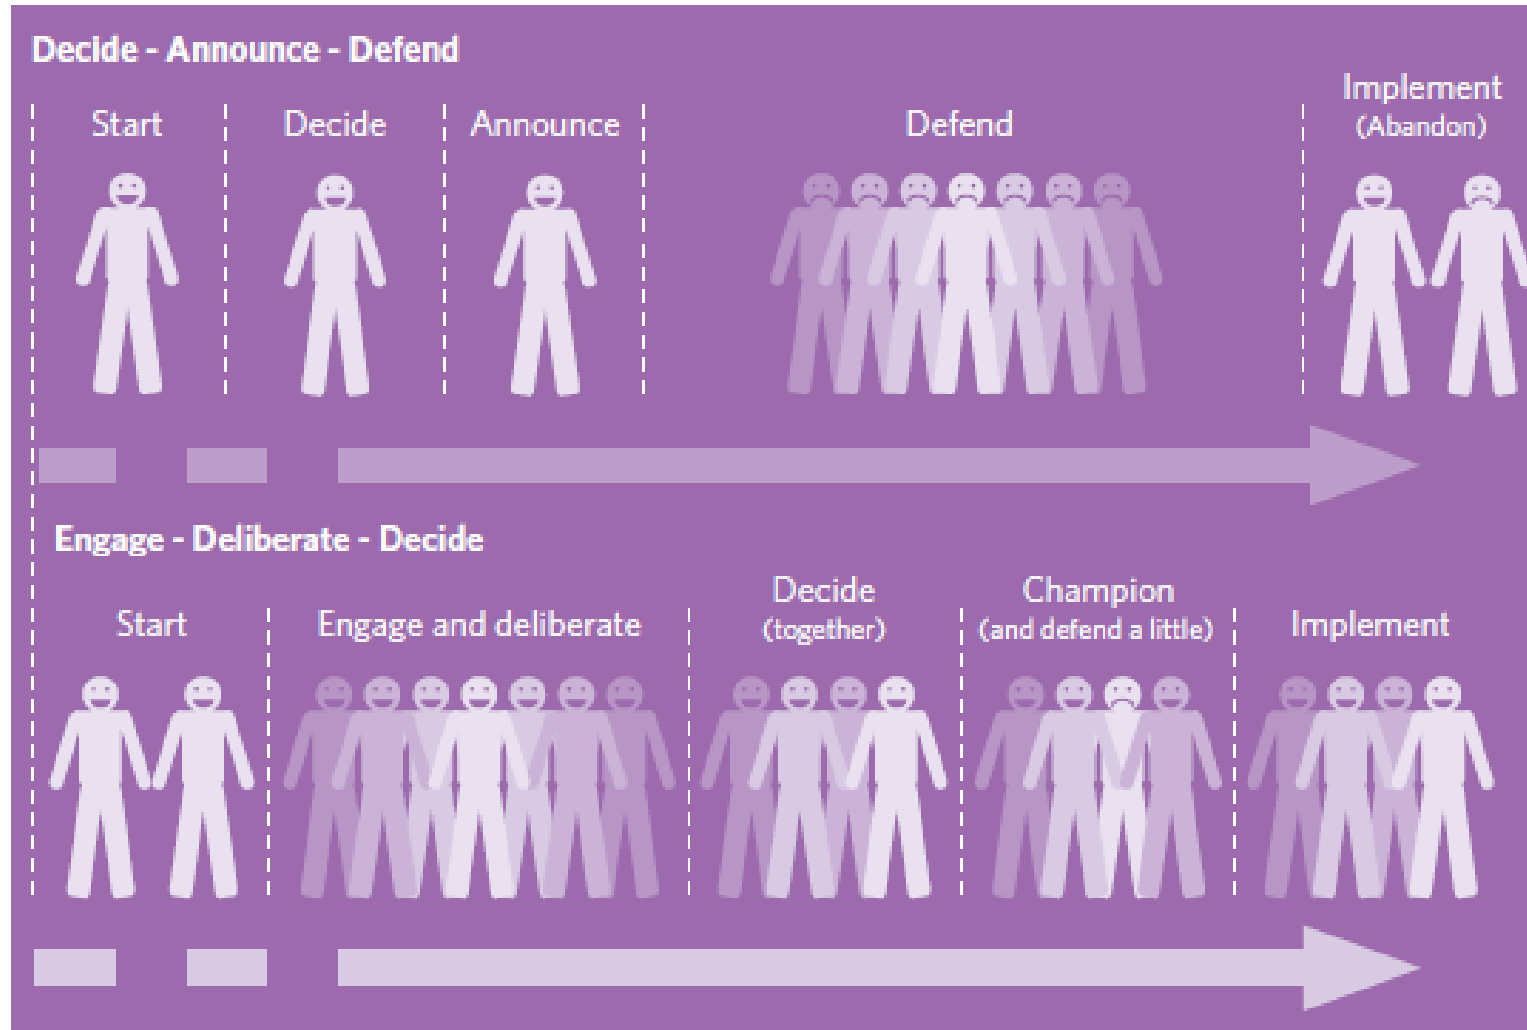 Decide - Announce - Defend
Start
Decide
Announce
Defend
Implement
(Abandon)
Engage - Deliberate - Decide
Start
Engage and deliberate
Decide
(together)
Champion
(and defend a little)
Implement